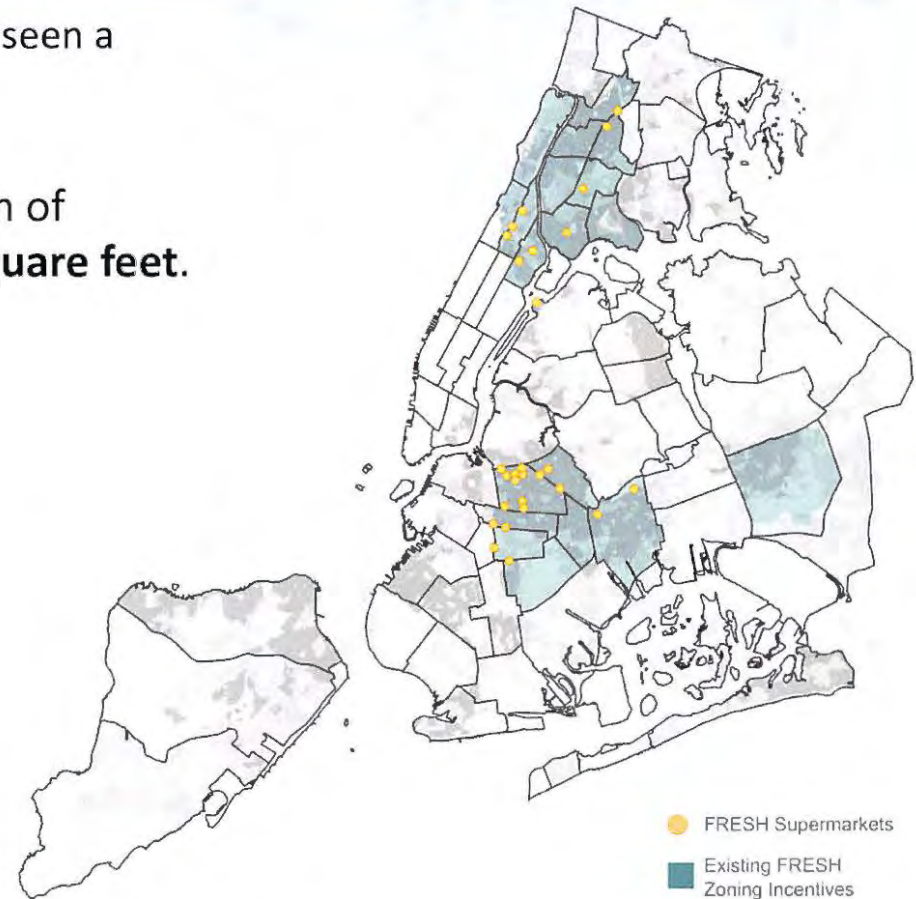 seen a
n of
uare feet.
FRESH Supermarkets
Existing FRESH
Zoning Incentives